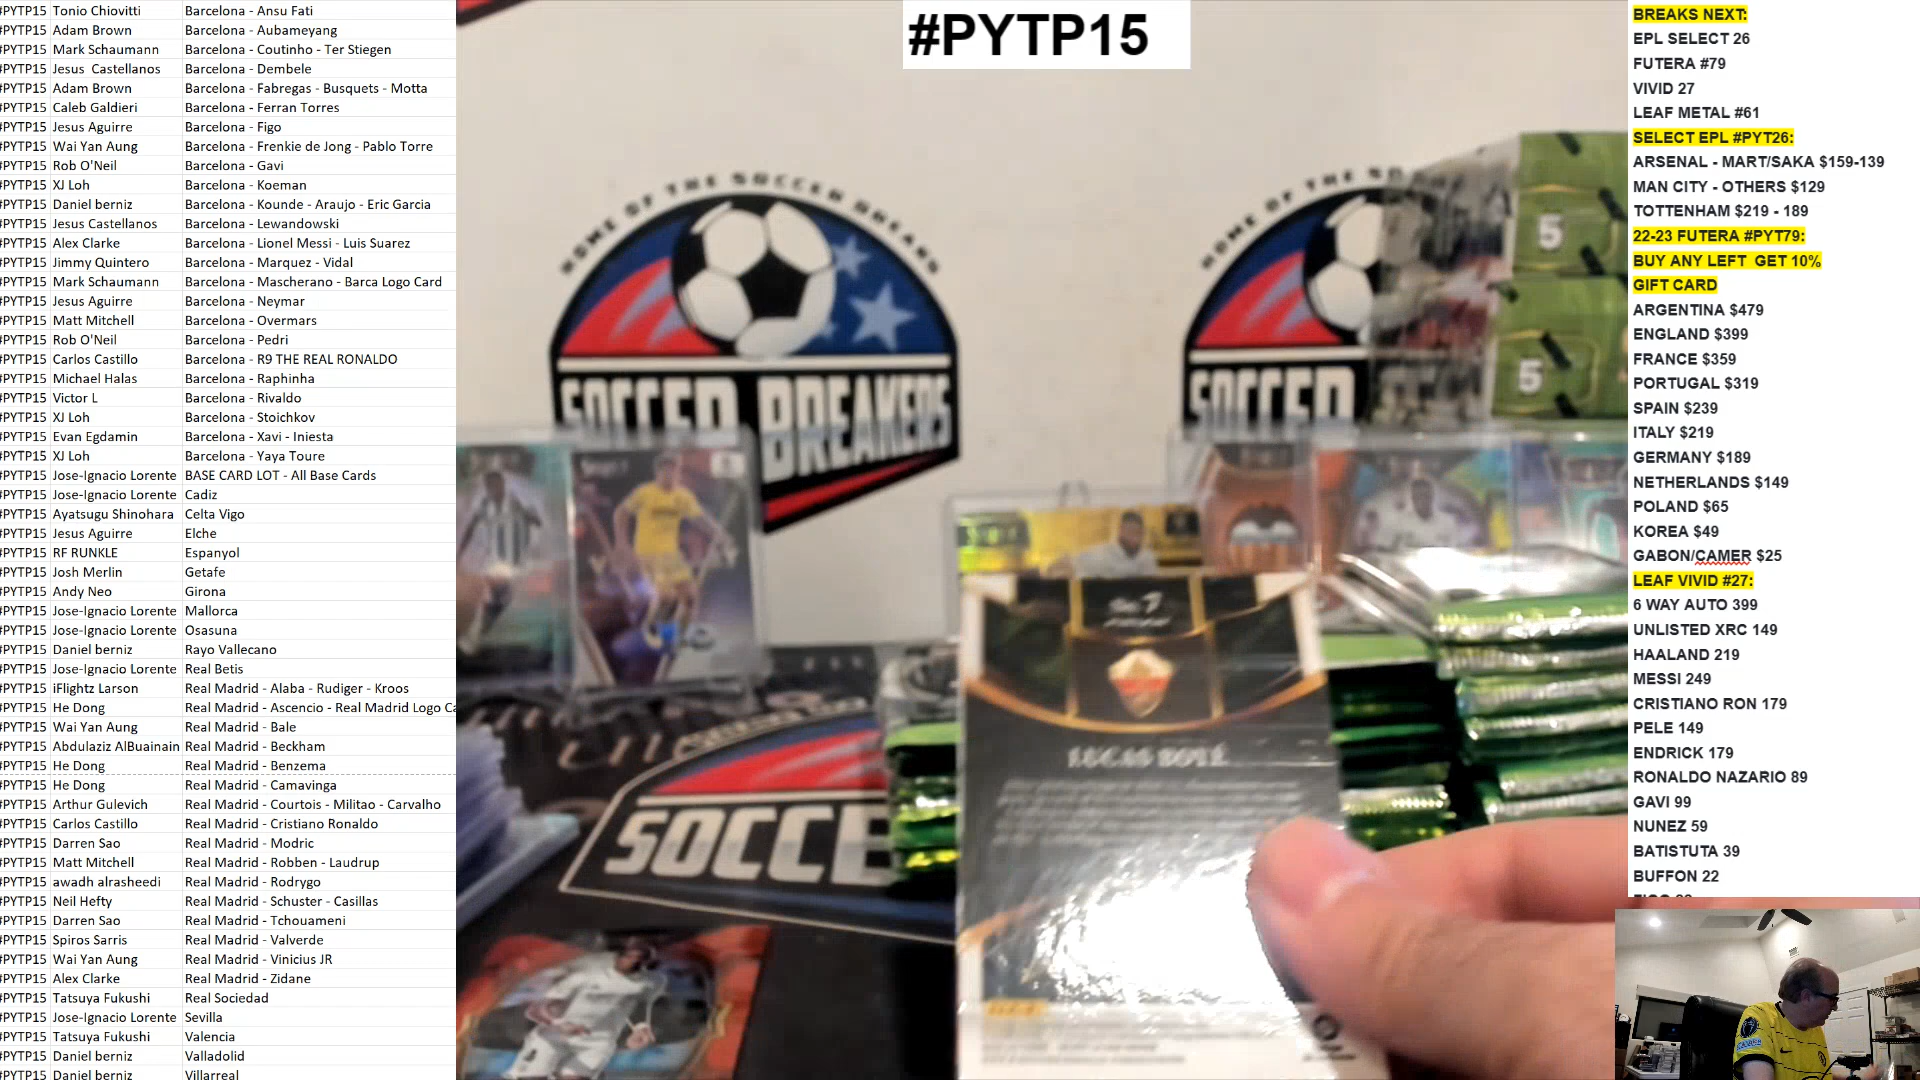 #PYTP15 Tonio Chiovitti Barcelona - Ansu Fati
#PYTP15 Adam Brown Barcelona - Aubameyang
#PYTP15 Mark Schaumann Barcelona - Coutinho - Ter Stiegen
#PYTP15 Jesus Castellanos Barcelona - Dembele
#PYTP15 Adam Brown Barcelona - Fabregas - Busquets - Motta
#PYTP15 Caleb Galdieri Barcelona - Ferran Torres
#PYTP15 Jesus Aguirre Barcelona - Figo
#PYTP15 Wai Yan Aung Barcelona - Frenkie de Jong - Pablo Torre
#PYTP15 Rob O'Neil Barcelona - Gavi
#PYTP15 XJ Loh Barcelona - Koeman
#PYTP15 Daniel berniz Barcelona - Kounde - Araujo - Eric Garcia
#PYTP15 Jesus Castellanos Barcelona - Lewandowski
#PYTP15 Alex Clarke Barcelona - Lionel Messi - Luis Suarez
#PYTP15 Jimmy Quintero Barcelona - Marquez - Vidal
#PYTP15 Mark Schaumann Barcelona - Mascherano - Barca Logo Card
#PYTP15 Jesus Aguirre Barcelona - Neymar
#PYTP15 Matt Mitchell Barcelona - Overmars
#PYTP15 Rob O'Neil Barcelona - Pedri
#PYTP15 Carlos Castillo Barcelona - R9 THE REAL RONALDO
#PYTP15 Michael Halas Barcelona - Raphinha
#PYTP15 Victor L Barcelona - Rivaldo
#PYTP15 XJ Loh Barcelona - Stoichkov
#PYTP15 Evan Egdamin Barcelona - Xavi - Iniesta
#PYTP15 XJ Loh Barcelona - Yaya Toure
#PYTP15 Jose-Ignacio Lorente BASE CARD LOT - All Base Cards
#PYTP15 Jose-Ignacio Lorente Cadiz
#PYTP15 Ayatsugu Shinohara Celta Vigo
#PYTP15 Jesus Aguirre Elche
#PYTP15 RF RUNKLE Espanyol
#PYTP15 Josh Merlin Getafe
#PYTP15 Andy Neo Girona
#PYTP15 Jose-Ignacio Lorente Mallorca
#PYTP15 Jose-Ignacio Lorente Osasuna
#PYTP15 Daniel berniz Rayo Vallecano
#PYTP15 Jose-Ignacio Lorente Real Betis
#PYTP15 iFlightz Larson Real Madrid - Alaba - Rudiger - Kroos
#PYTP15 He Dong Real Madrid - Ascencio - Real Madrid Logo Ca
#PYTP15 Wai Yan Aung Real Madrid - Bale
#PYTP15 Abdulaziz AlBuainain Real Madrid - Beckham
#PYTP15 He Dong Real Madrid - Benzema
#PYTP15 He Dong Real Madrid - Camavinga
#PYTP15 Arthur Gulevich Real Madrid - Courtois - Militao - Carvalho
#PYTP15 Carlos Castillo Real Madrid - Cristiano Ronaldo
#PYTP15 Darren Sao Real Madrid - Modric
#PYTP15 Matt Mitchell Real Madrid - Robben - Laudrup
#PYTP15 awadh alrasheedi Real Madrid - Rodrygo
#PYTP15 Neil Hefty Real Madrid - Schuster - Casillas
#PYTP15 Darren Sao Real Madrid - Tchouameni
#PYTP15 Spiros Sarris Real Madrid - Valverde
#PYTP15 Wai Yan Aung Real Madrid - Vinicius JR
#PYTP15 Alex Clarke Real Madrid - Zidane
#PYTP15 Tatsuya Fukushi Real Sociedad
#PYTP15 Jose-Ignacio Lorente Sevilla
#PYTP15 Tatsuya Fukushi Valencia
#PYTP15 Daniel berniz Valladolid
#PYTP15 Daniel berniz Villarreal
#PYTP15
HOME OF THE SOCCER BREAKS
SOCCER BREAKERS
HOME OF THE SO
SOCCER
5
5
SOCCE
LUCAS BOYÉ
BREAKS NEXT:
EPL SELECT 26
FUTERA #79
VIVID 27
LEAF METAL #61
SELECT EPL #PYT26:
ARSENAL - MART/SAKA $159-139
MAN CITY - OTHERS $129
TOTTENHAM $219 - 189
22-23 FUTERA #PYT79:
BUY ANY LEFT GET 10%
GIFT CARD
ARGENTINA $479
ENGLAND $399
FRANCE $359
PORTUGAL $319
SPAIN $239
ITALY $219
GERMANY $189
NETHERLANDS $149
POLAND $65
KOREA $49
GABON/CAMER $25
LEAF VIVID #27:
6 WAY AUTO 399
UNLISTED XRC 149
HAALAND 219
MESSI 249
CRISTIANO RON 179
PELE 149
ENDRICK 179
RONALDO NAZARIO 89
GAVI 99
NUNEZ 59
BATISTUTA 39
BUFFON 22